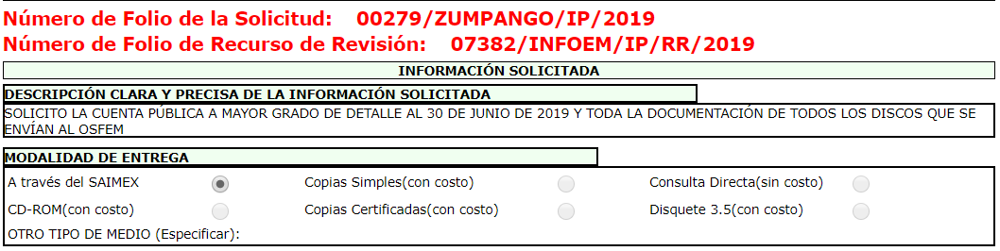 Número de Folio de la Solicitud: 00279/ZUMPANGO/IP/2019
Número de Folio de Recurso de Revisión: 07382/INFOEM/IP/RR/2019
INFORMACIÓN SOLICITADA
DESCRIPCIÓN CLARA Y PRECISA DE LA INFORMACIÓN SOLICITADA
SOLICITO LA CUENTA PÚBLICA A MAYOR GRADO DE DETALLE AL 30 DE JUNIO DE 2019 Y TODA LA DOCUMENTACIÓN DE TODOS LOS DISCOS QUE SE
ENVÍAN AL OSFEM
MODALIDAD DE ENTREGA
A través del SAIMEX Copias Simples(con costo) Consulta Directa(sin costo)
CD-ROM(con costo) Copias Certificadas(con costo) Disquete 3.5(con costo)
OTRO TIPO DE MEDIO (Especificar):